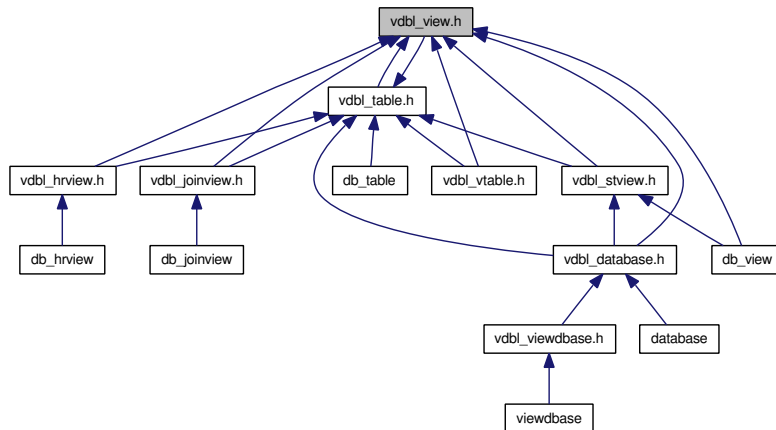 vdbl_view.h
vdbl_table.h
vdbl_hrview.h
vdbl_joinview.h
db_table
vdbl_vtable.h
vdbl_stview.h
db_hrview
db_joinview
vdbl_database.h
db_view
vdbl_viewdbase.h
database
viewdbase